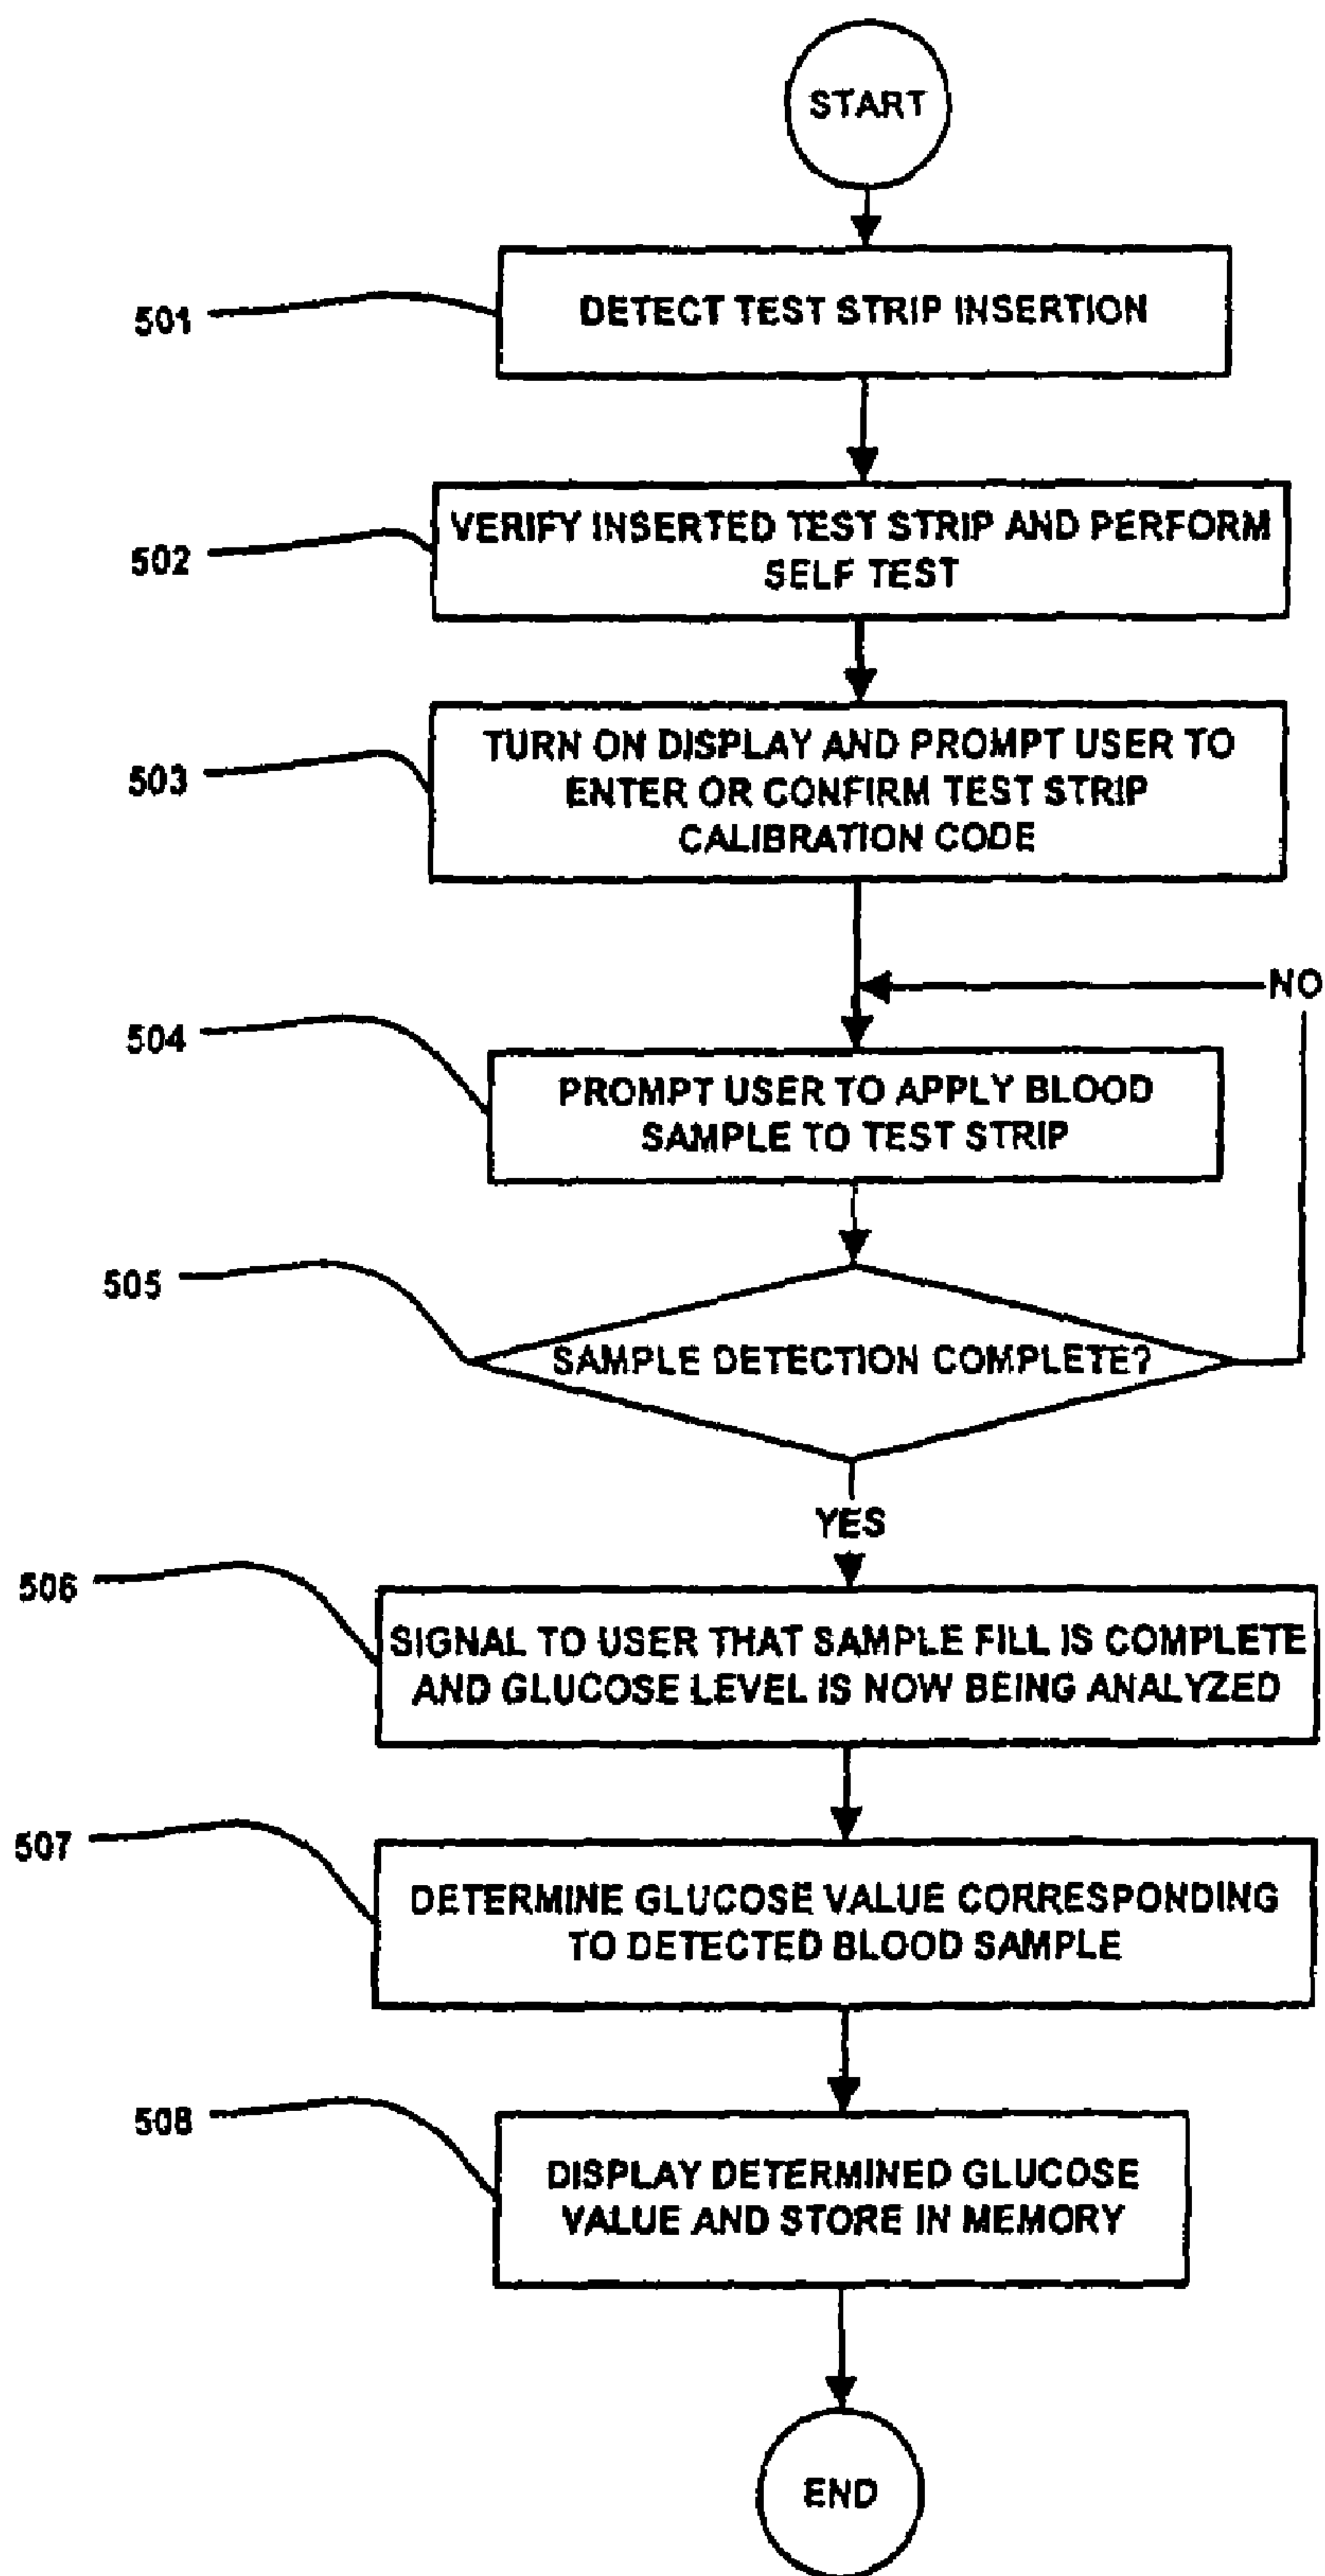 START
501
DETECT TEST STRIP INSERTION
502
VERIFY INSERTED TEST STRIP AND PERFORM
SELF TEST
503
TURN ON DISPLAY AND PROMPT USER TO
ENTER OR CONFIRM TEST STRIP
CALIBRATION CODE
NO
504
PROMPT USER TO APPLY BLOOD
SAMPLE TO TEST STRIP
505
SAMPLE DETECTION COMPLETE?
YES
506
SIGNAL TO USER THAT SAMPLE FILL IS COMPLETE
AND GLUCOSE LEVEL IS NOW BEING ANALYZED
507
DETERMINE GLUCOSE VALUE CORRESPONDING
TO DETECTED BLOOD SAMPLE
508
DISPLAY DETERMINED GLUCOSE
VALUE AND STORE IN MEMORY
END